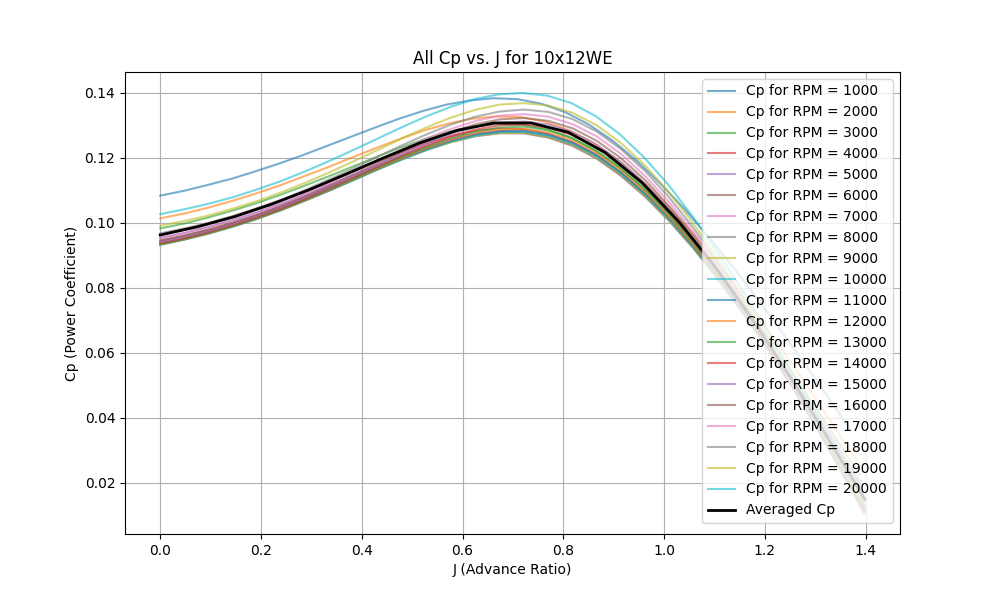 All Cp vs. J for 10x12WE
Cp (Power Coefficient)
0.14
0.12
0.10
0.08
0.06
0.04
0.02
0.0
0.2
0.4
0.6
0.8
1.0
1.2
1.4
J (Advance Ratio)
Cp for RPM = 1000
Cp for RPM = 2000
Cp for RPM = 3000
Cp for RPM = 4000
Cp for RPM = 5000
Cp for RPM = 6000
Cp for RPM = 7000
Cp for RPM = 8000
Cp for RPM = 9000
Cp for RPM = 10000
Cp for RPM = 11000
Cp for RPM = 12000
Cp for RPM = 13000
Cp for RPM = 14000
Cp for RPM = 15000
Cp for RPM = 16000
Cp for RPM = 17000
Cp for RPM = 18000
Cp for RPM = 19000
Cp for RPM = 20000
Averaged Cp